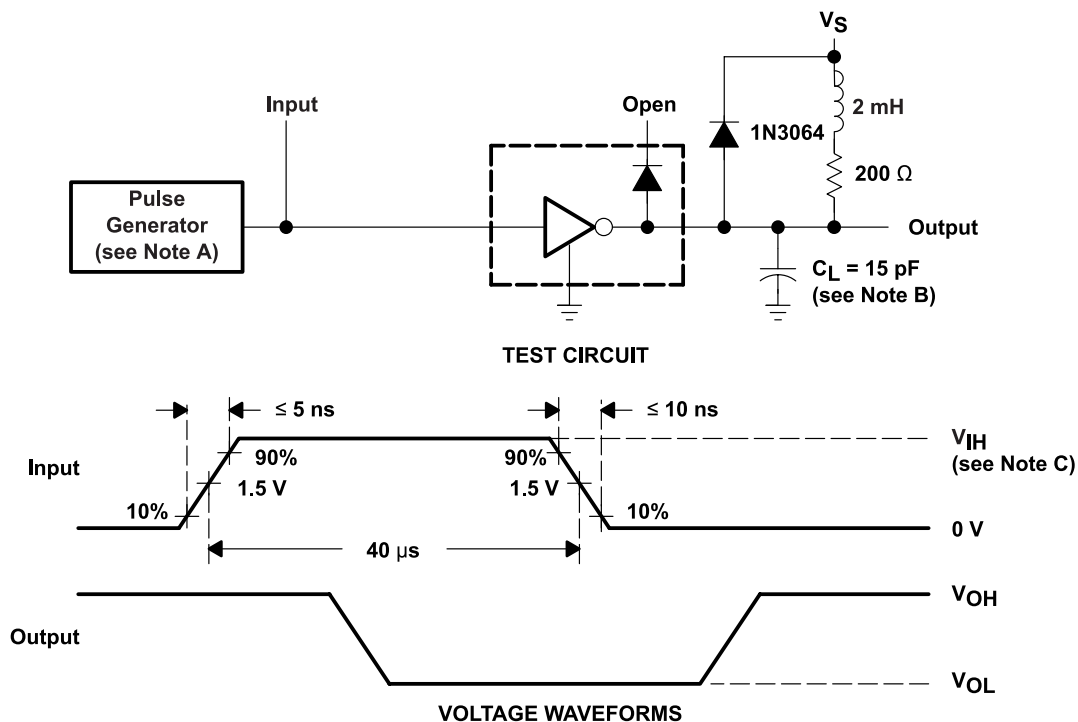 VS
Input
Open
2 mH
1N3064
200 Ω
Pulse
Generator
(see Note A)
Output
CL = 15 pF
(see Note B)
TEST CIRCUIT
≤ 5 ns
≤ 10 ns
Input
90%
90%
VIH
(see Note C)
1.5 V
1.5 V
10%
10%
0 V
40 μs
VOH
Output
VOL
VOLTAGE WAVEFORMS